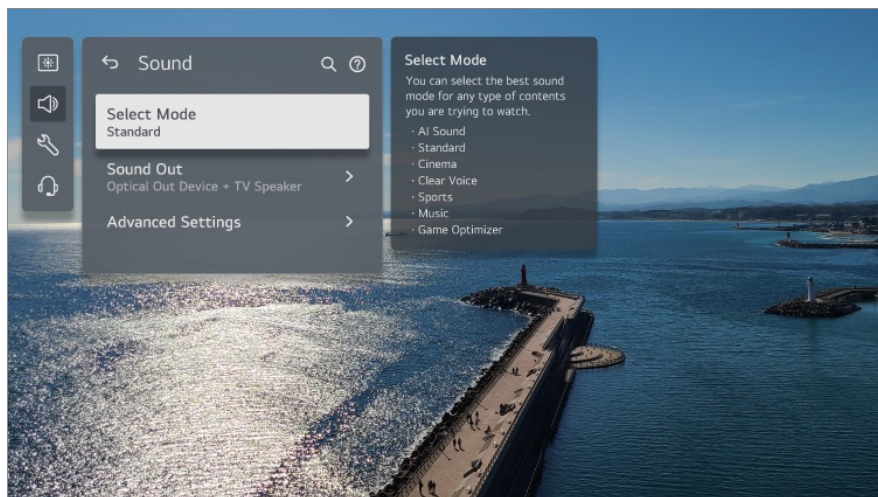 Sound
Select Mode
Standard
Sound Out
Optical Out Device + TV Speaker
Advanced Settings
Select Mode
You can select the best sound
mode for any type of contents
you are trying to watch.
· AI Sound
· Standard
· Cinema
· Clear Voice
· Sports
· Music
· Game Optimizer